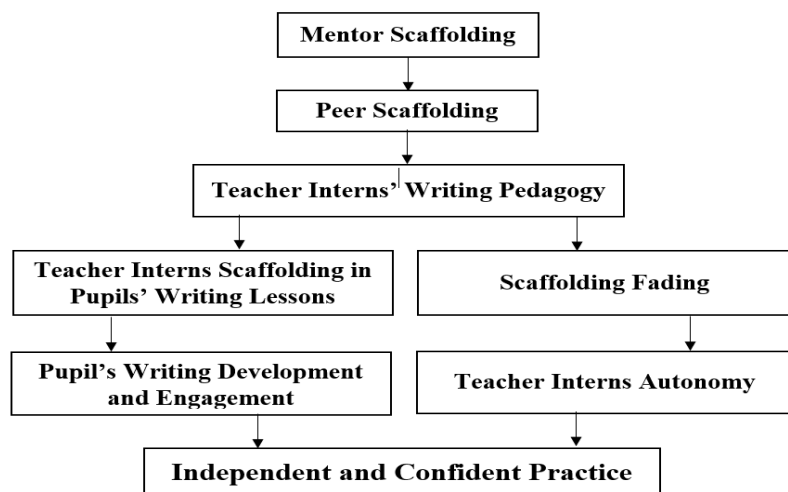 Mentor Scaffolding
Peer Scaffolding
Teacher Interns’ Writing Pedagogy
Teacher Interns Scaffolding in
Pupils’ Writing Lessons
Scaffolding Fading
Pupil’s Writing Development
and Engagement
Teacher Interns Autonomy
Independent and Confident Practice